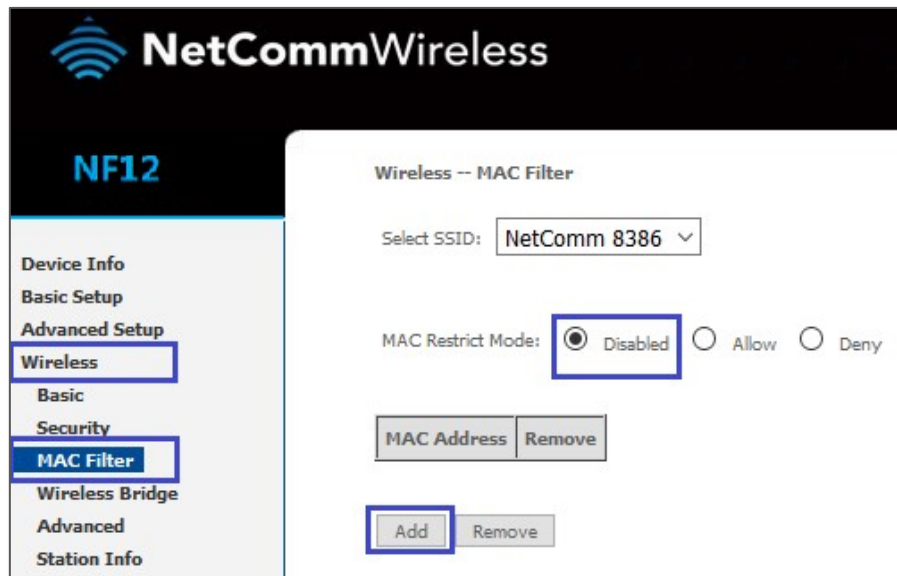 NetCommWireless
NF12
Device Info
Basic Setup
Advanced Setup
Wireless
Basic
Security
MAC Filter
Wireless Bridge
Advanced
Station Info
Wireless -- MAC Filter
Select SSID: NetComm 8386
MAC Restrict Mode: Disabled Allow Deny
MAC Address Remove
Add Remove